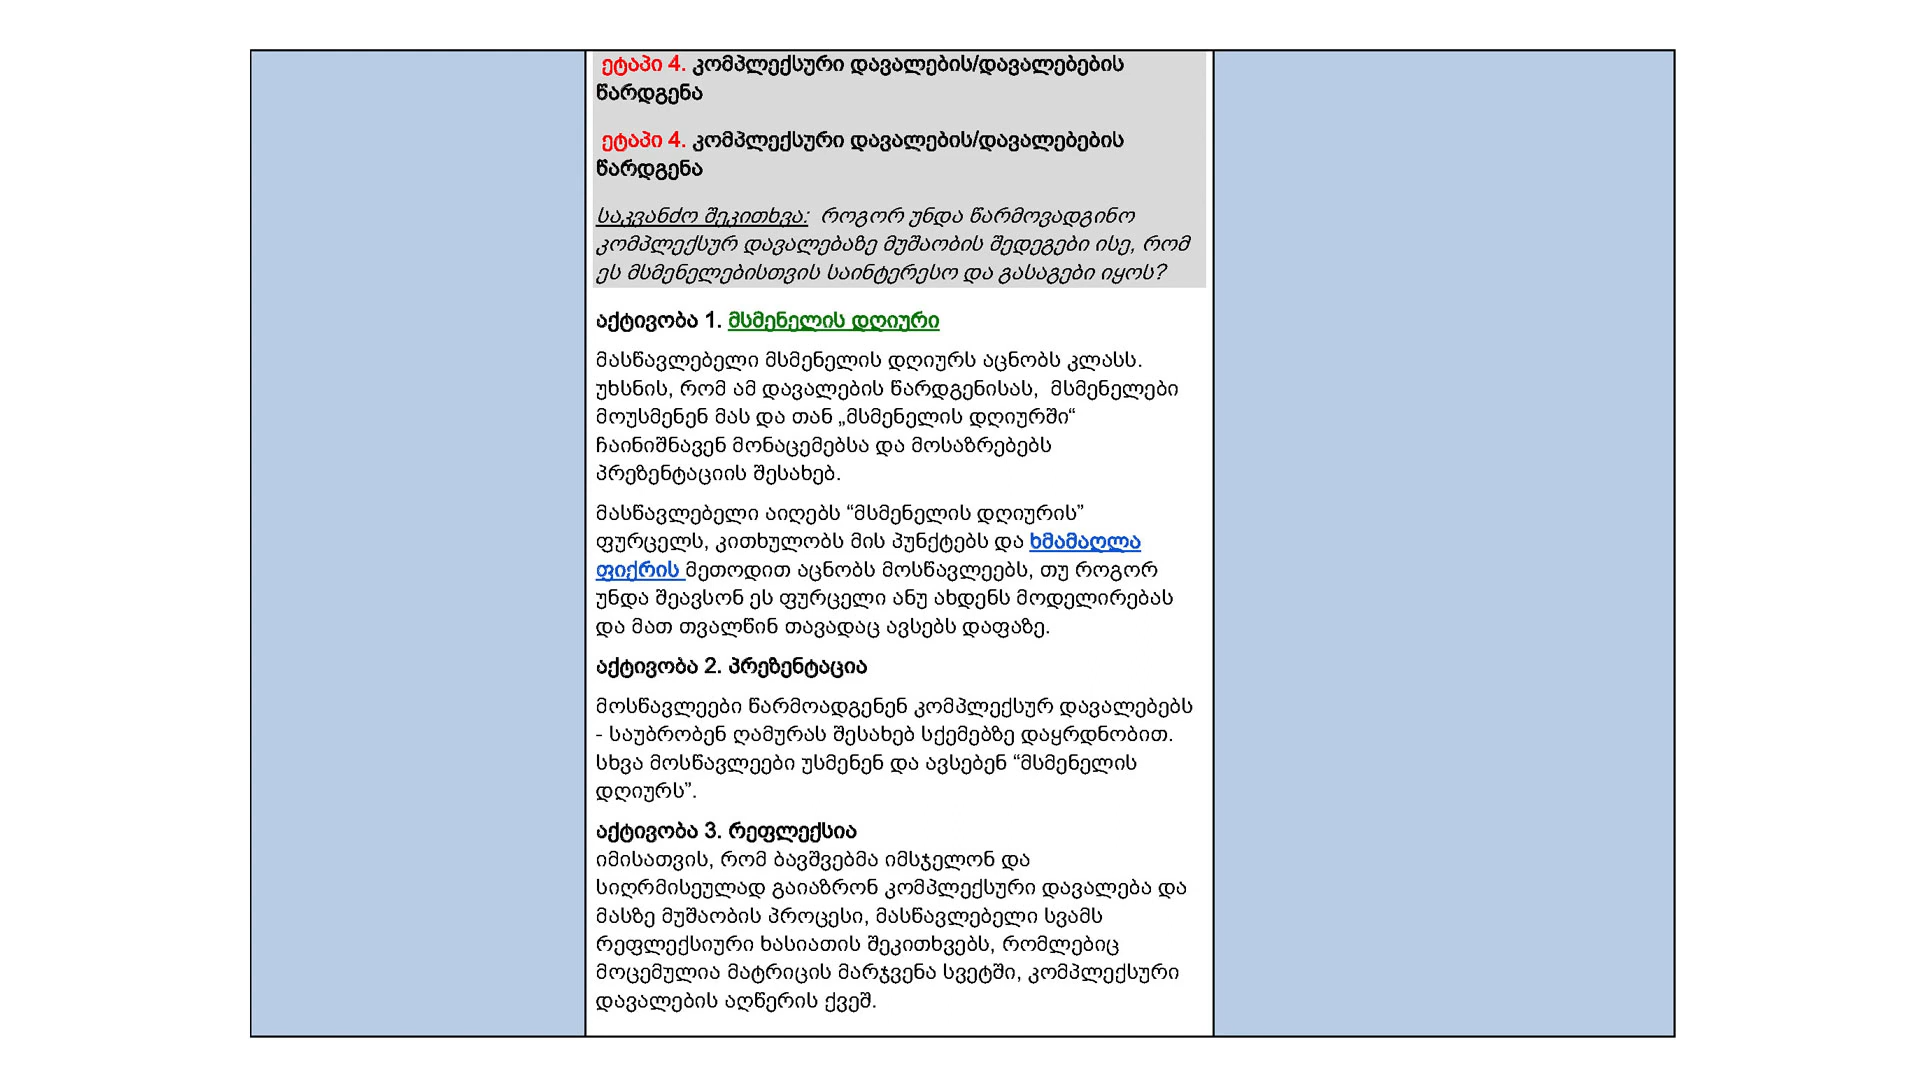 ეტაპი 4. კომპლექსური დავალების/დავალებების
წარდგენა
ეტაპი 4. კომპლექსური დავალების/დავალებების
წარდგენა
საკვანძო შეკითხვა: როგორ უნდა წარმოვადგინო
კომპლექსურ დავალებაზე მუშაობის შედეგები ისე, რომ
ეს მსმენელებისთვის საინტერესო და გასაგები იყოს?
აქტივობა 1. მსმენელის დღიური
მასწავლებელი მსმენელის დღიურს აცნობს კლასს.
უხსნის, რომ ამ დავალების წარდგენისას, მსმენელები
მოუსმენენ მას და თან „მსმენელის დღიურში“
ჩაინიშნავენ მონაცემებსა და მოსაზრებებს
პრეზენტაციის შესახებ.
მასწავლებელი აიღებს “მსმენელის დღიურის”
ფურცელს, კითხულობს მის პუნქტებს და ხმამაღლა
ფიქრის მეთოდით აცნობს მოსწავლეებს, თუ როგორ
უნდა შეავსონ ეს ფურცელი ანუ ახდენს მოდელირებას
და მათ თვალწინ თავადაც ავსებს დაფაზე.
აქტივობა 2. პრეზენტაცია
მოსწავლეები წარმოადგენენ კომპლექსურ დავალებებს
- საუბრობენ ღამურას შესახებ სქემებზე დაყრდნობით.
სხვა მოსწავლეები უსმენენ და ავსებენ “მსმენელის
დღიურს”.
აქტივობა 3. რეფლექსია
იმისათვის, რომ ბავშვებმა იმსჯელონ და
სიღრმისეულად გაიაზრონ კომპლექსური დავალება და
მასზე მუშაობის პროცესი, მასწავლებელი სვამს
რეფლექსიური ხასიათის შეკითხვებს, რომლებიც
მოცემულია მატრიცის მარჯვენა სვეტში, კომპლექსური
დავალების აღწერის ქვეშ.